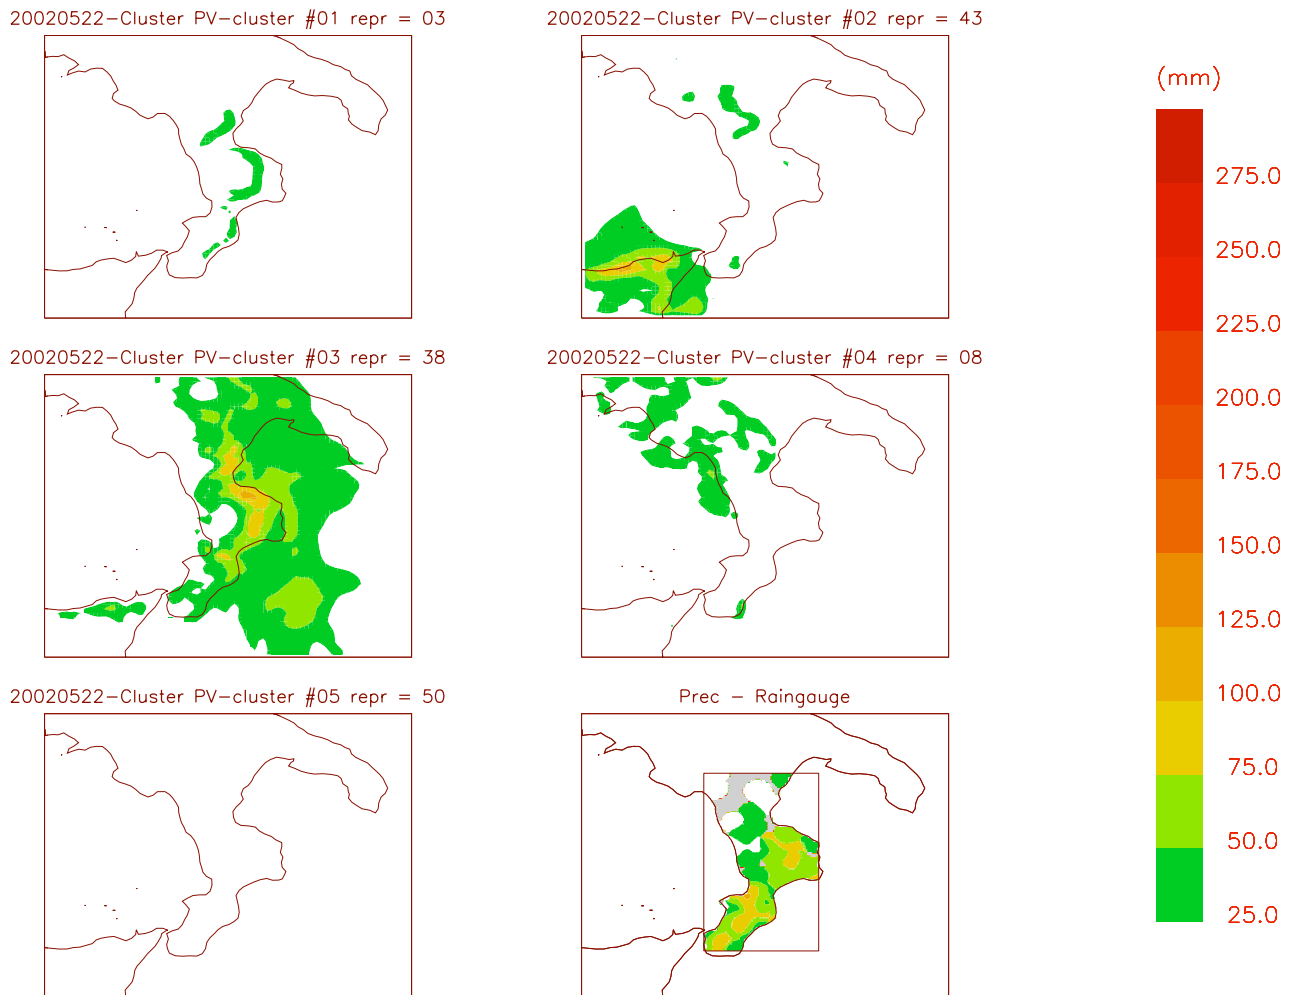 20020522-Cluster PV-cluster #01 repr = 03
20020522-Cluster PV-cluster #02 repr = 43
(mm)
275.0
250.0
225.0
20020522-Cluster PV-cluster #03 repr = 38
20020522-Cluster PV-cluster #04 repr = 08
200.0
175.0
150.0
125.0
20020522-Cluster PV-cluster #05 repr = 50
Prec - Raingauge
100.0
75.0
50.0
25.0